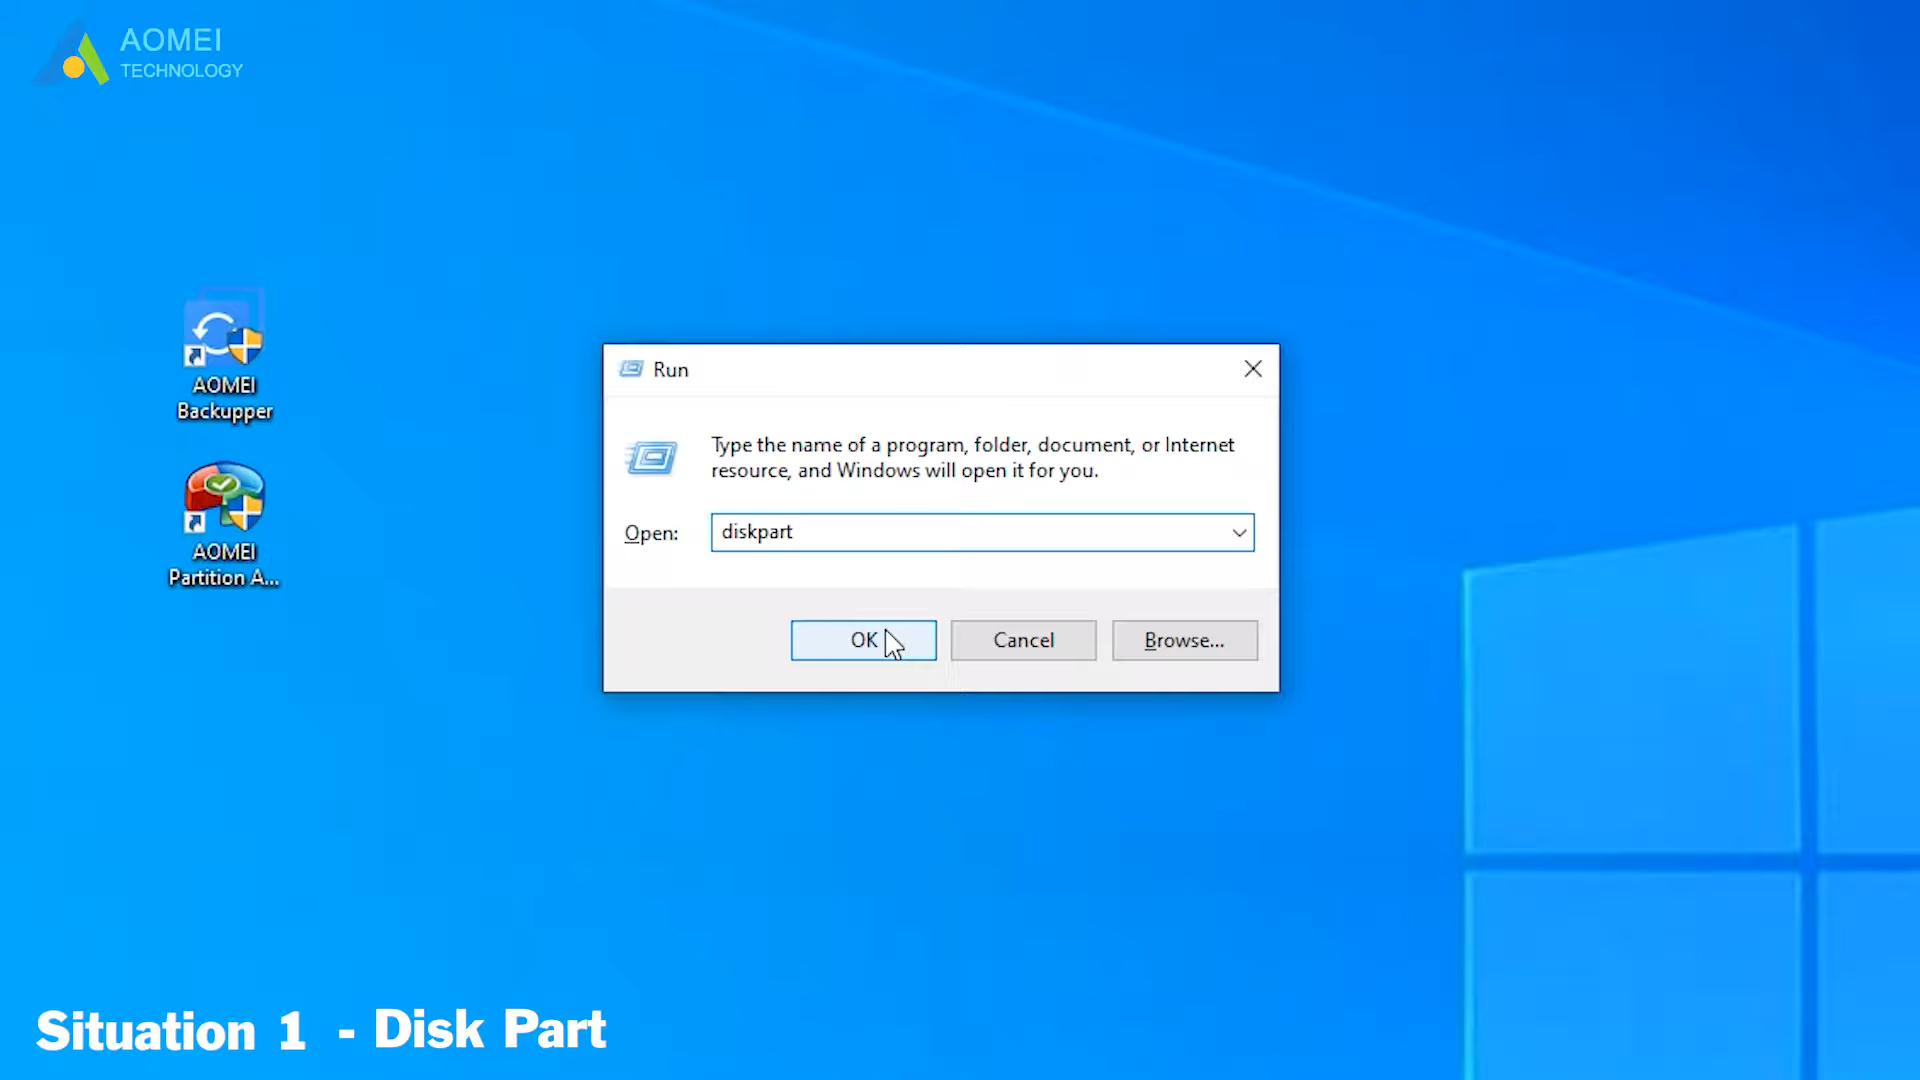 AOMEI
TECHNOLOGY
AOMEI
Backupper
AOMEI
Partition A...
Run
Type the name of a program, folder, document, or Internet
resource, and Windows will open it for you.
Open: diskpart
OK Cancel Browse...
Situation 1 - Disk Part